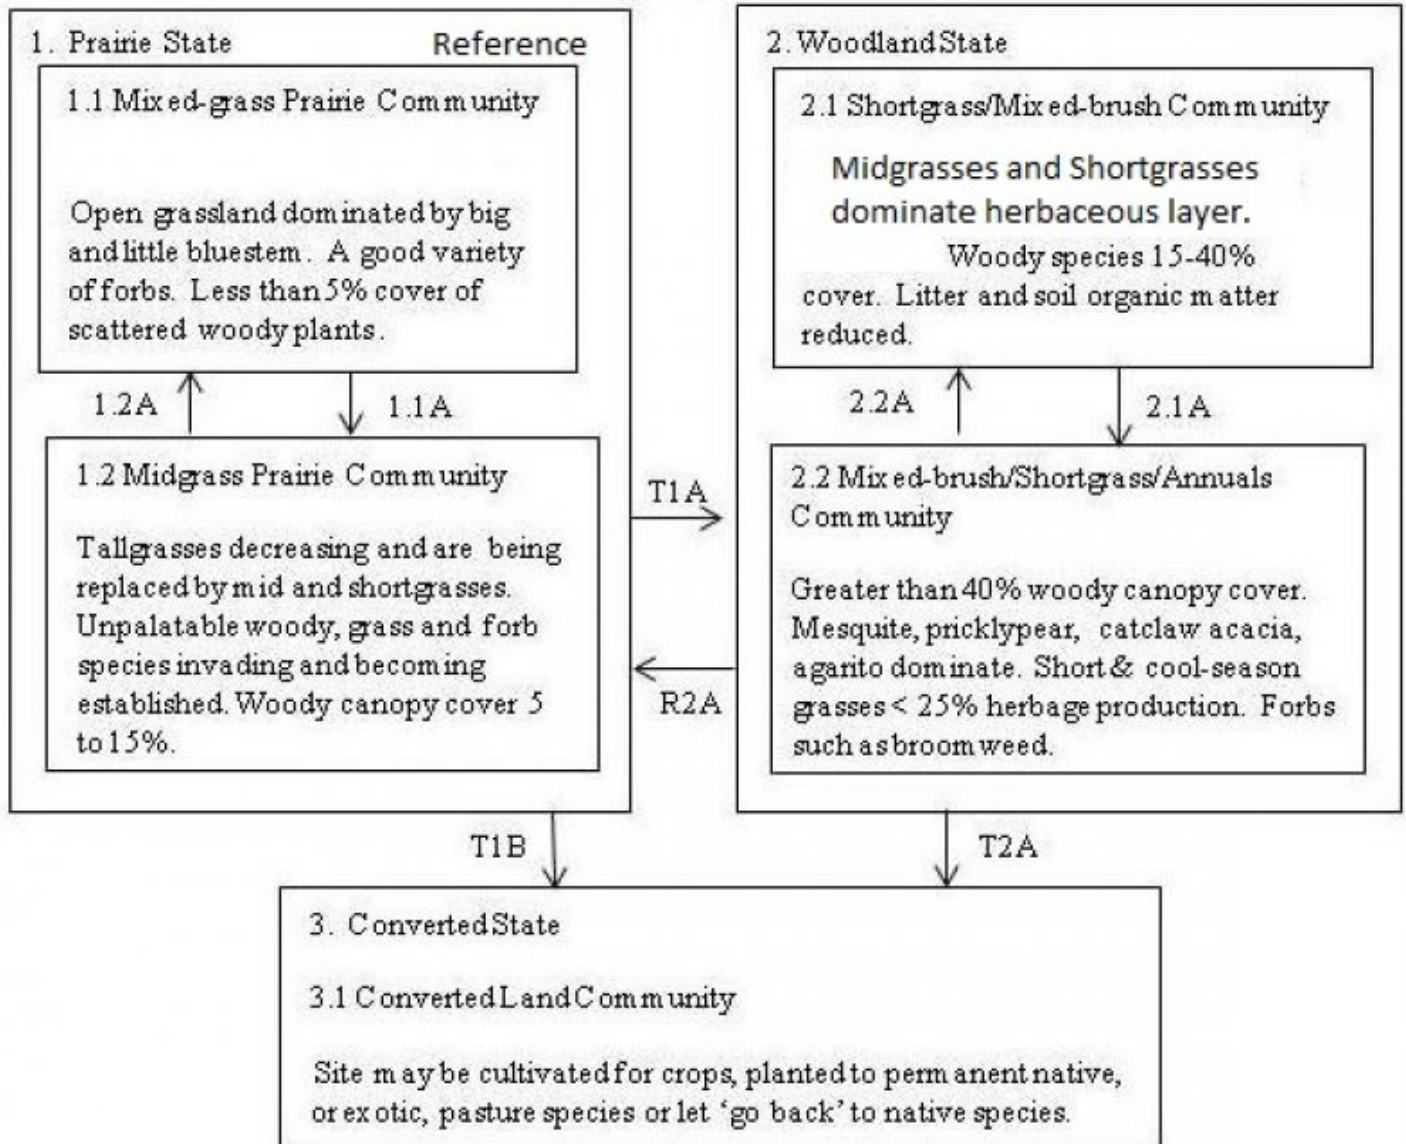 1. Prairie State
Reference
1.1 Mixed-grass Prairie Community
Open grassland dominated by big
and little bluestem. A good variety
of forbs. Less than 5% cover of
scattered woody plants.
1.2A
1.1A
1.2 Midgrass Prairie Community
Tallgrasses decreasing and are being
replaced by mid and shortgrasses.
Unpalatable woody, grass and forb
species invading and becoming
established. Woody canopy cover 5
to 15%.
T1A
R2A
2. Woodland State
2.1 Shortgrass/Mixed-brush Community
Midgrasses and Shortgrasses
dominate herbaceous layer.
Woody species 15-40%
cover. Litter and soil organic matter
reduced.
2.2A
2.1A
2.2 Mixed-brush/Shortgrass/Annuals
Community
Greater than 40% woody canopy cover.
Mesquite, pricklypear, catclaw acacia,
agarito dominate. Short & cool-season
grasses < 25% herbage production. Forbs
such as broomweed.
T1B
T2A
3. Converted State
3.1 Converted Land Community
Site may be cultivated for crops, planted to permanent native,
or exotic, pasture species or let ‘go back’ to native species.